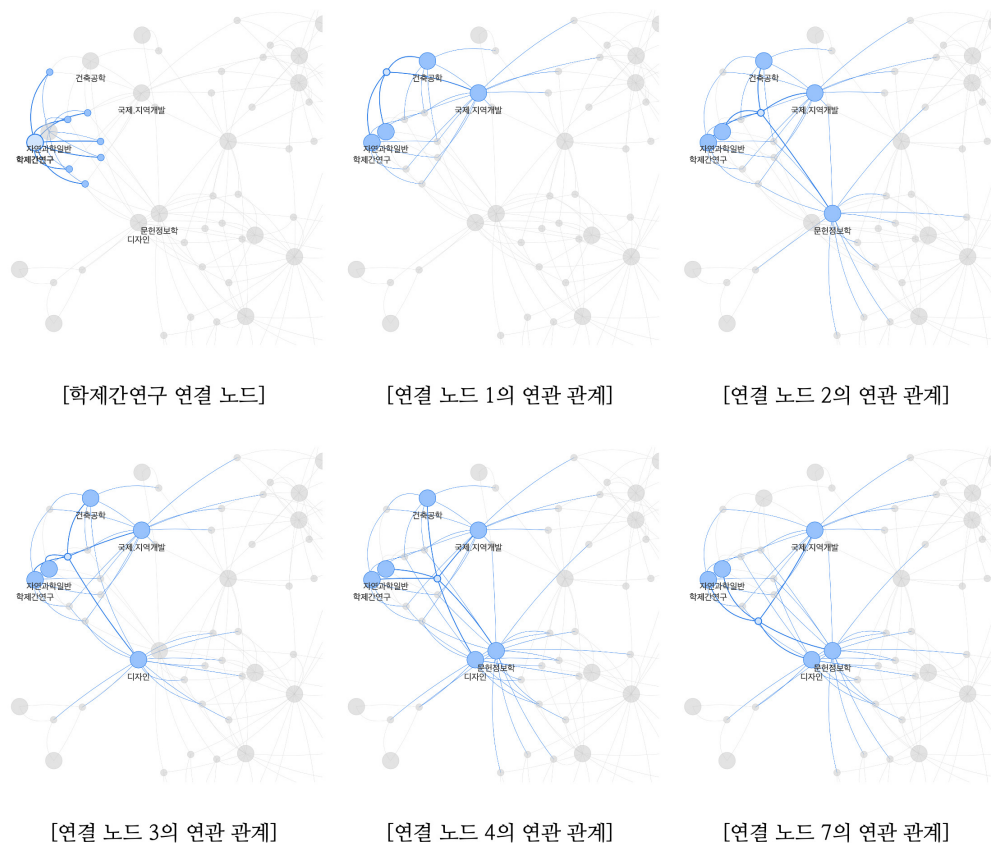 건축공학
국제.지역개발
자연과학일반
학제간연구
문헌정보학
디자인
[학제간연구 연결 노드]
건축공학
국제.지역개발
자연과학일반
학제간연구
[연결 노드 1의 연관 관계]
건축공학
국제.지역개발
자연과학일반
학제간연구
문헌정보학
[연결 노드 2의 연관 관계]
건축공학
국제.지역개발
자연과학일반
학제간연구
디자인
[연결 노드 3의 연관 관계]
건축공학
국제.지역개발
자연과학일반
학제간연구
문헌정보학
디자인
[연결 노드 4의 연관 관계]
국제.지역개발
자연과학일반
학제간연구
문헌정보학
디자인
[연결 노드 7의 연관 관계]